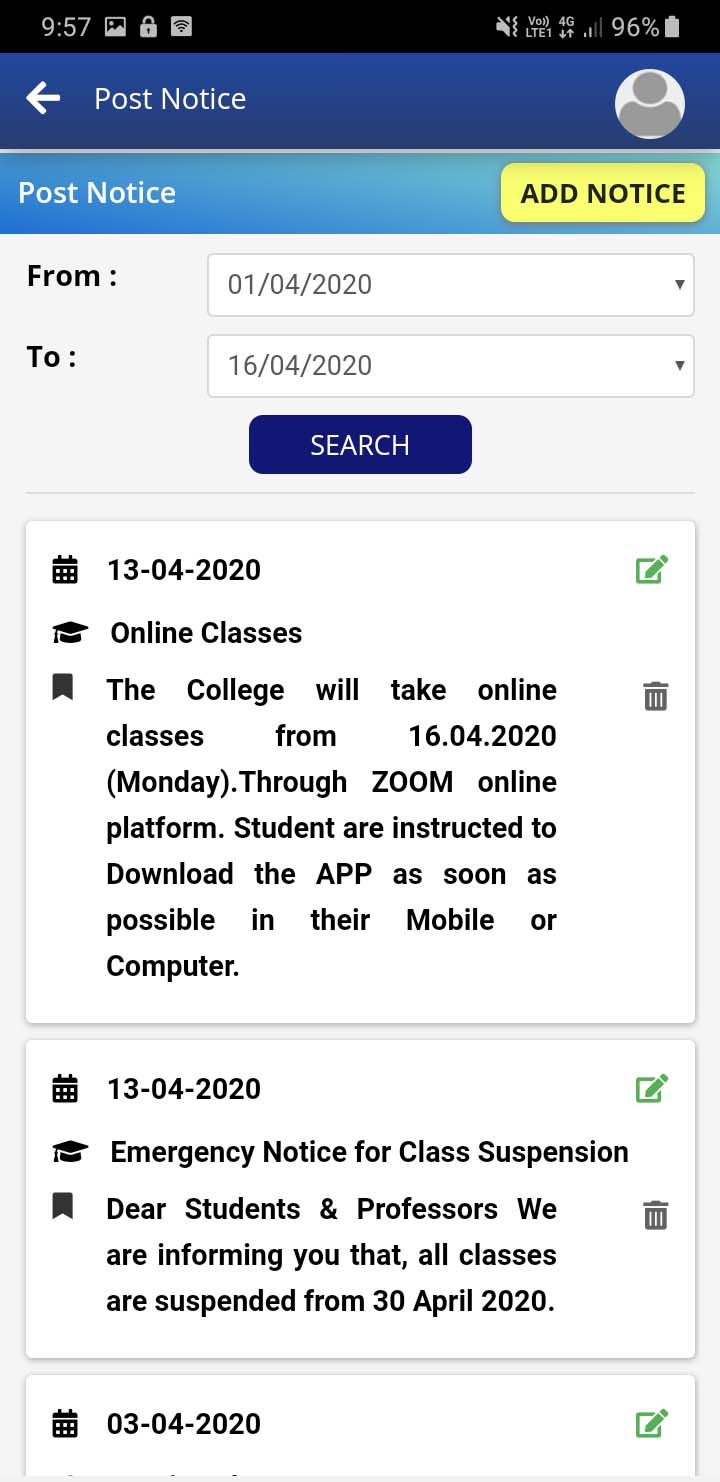 9:57 Vo)) LTE1 4G 96%
Post Notice
Post Notice ADD NOTICE
From : 01/04/2020
To : 16/04/2020
SEARCH
13-04-2020
Online Classes
The College will take online
classes from 16.04.2020
(Monday).Through ZOOM online
platform. Student are instructed to
Download the APP as soon as
possible in their Mobile or
Computer.
13-04-2020
Emergency Notice for Class Suspension
Dear Students & Professors We
are informing you that, all classes
are suspended from 30 April 2020.
03-04-2020